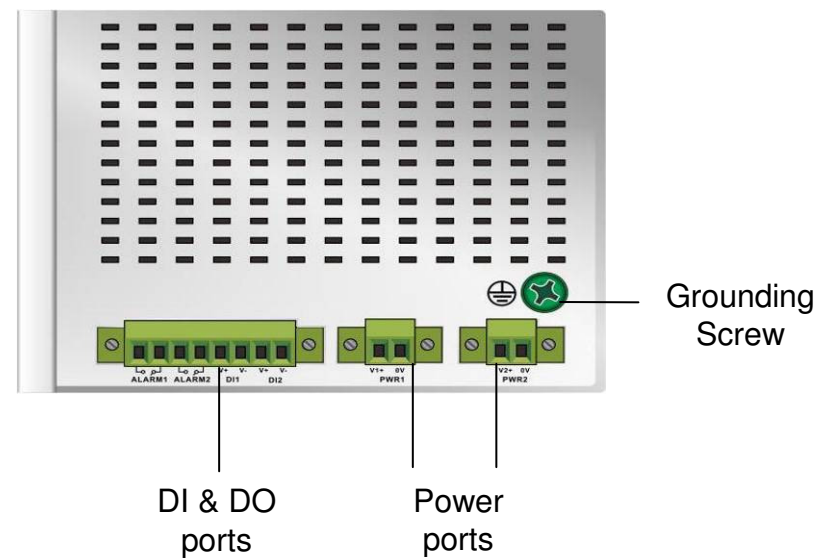 Grounding
Screw
V+ V- V+ V-
ALARM1 ALARM2 DI1 DI2
V1+ 0V
PWR1
V2+ 0V
PWR2
DI & DO
ports
Power
ports